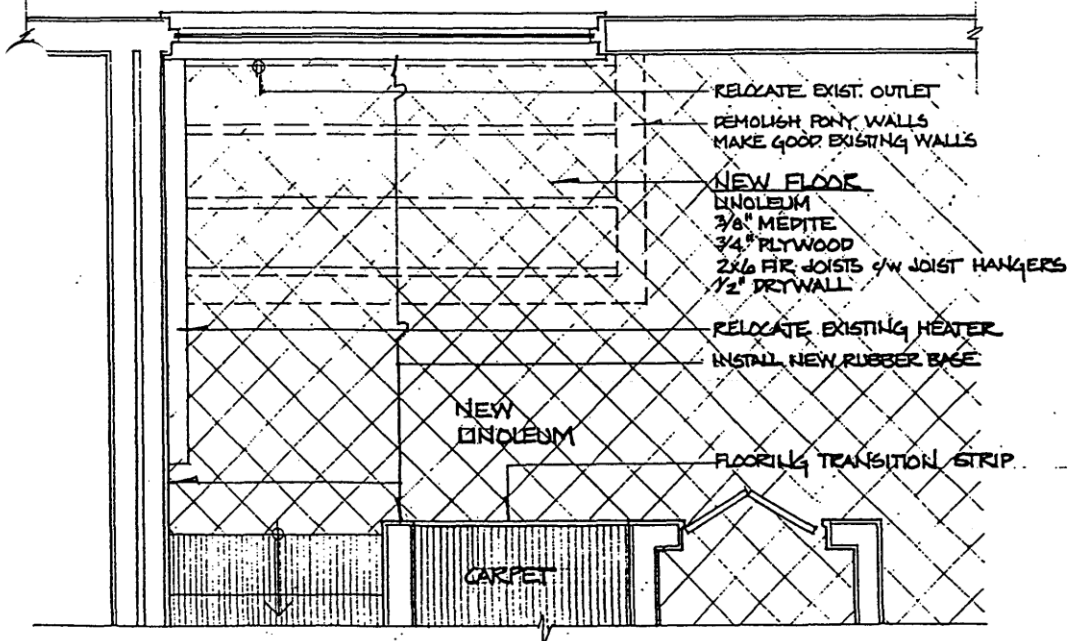 RELOCATE EXIST. OUTLET
DEMOLISH PONY WALLS
MAKE GOOD EXISTING WALLS
NEW FLOOR
LINOLEUM
3/8" MEDITE
3/4" PLYWOOD
2x6 FIR JOISTS c/w JOIST HANGERS
1/2" DRYWALL
RELOCATE EXISTING HEATER
INSTALL NEW RUBBER BASE
NEW
LINOLEUM
FLOORING TRANSITION STRIP
CARPET